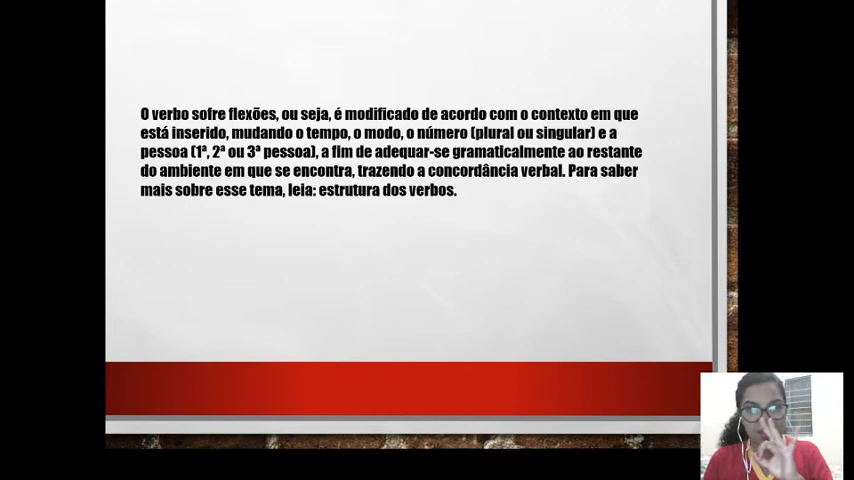 O verbo sofre flexões, ou seja, é modificado de acordo com o contexto em que
está inserido, mudando o tempo, o modo, o número (plural ou singular) e a
pessoa (1ª, 2ª ou 3ª pessoa), a fim de adequar-se gramaticalmente ao restante
do ambiente em que se encontra, trazendo a concordância verbal. Para saber
mais sobre esse tema, leia: estrutura dos verbos.